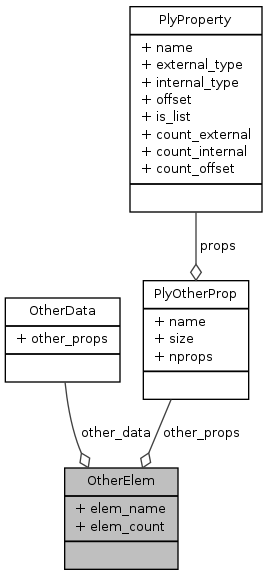 PlyProperty
+ name
+ external_type
+ internal_type
+ offset
+ is_list
+ count_external
+ count_internal
+ count_offset
props
PlyOtherProp
+ name
+ size
+ nprops
OtherData
+ other_props
other_data
other_props
OtherElem
+ elem_name
+ elem_count